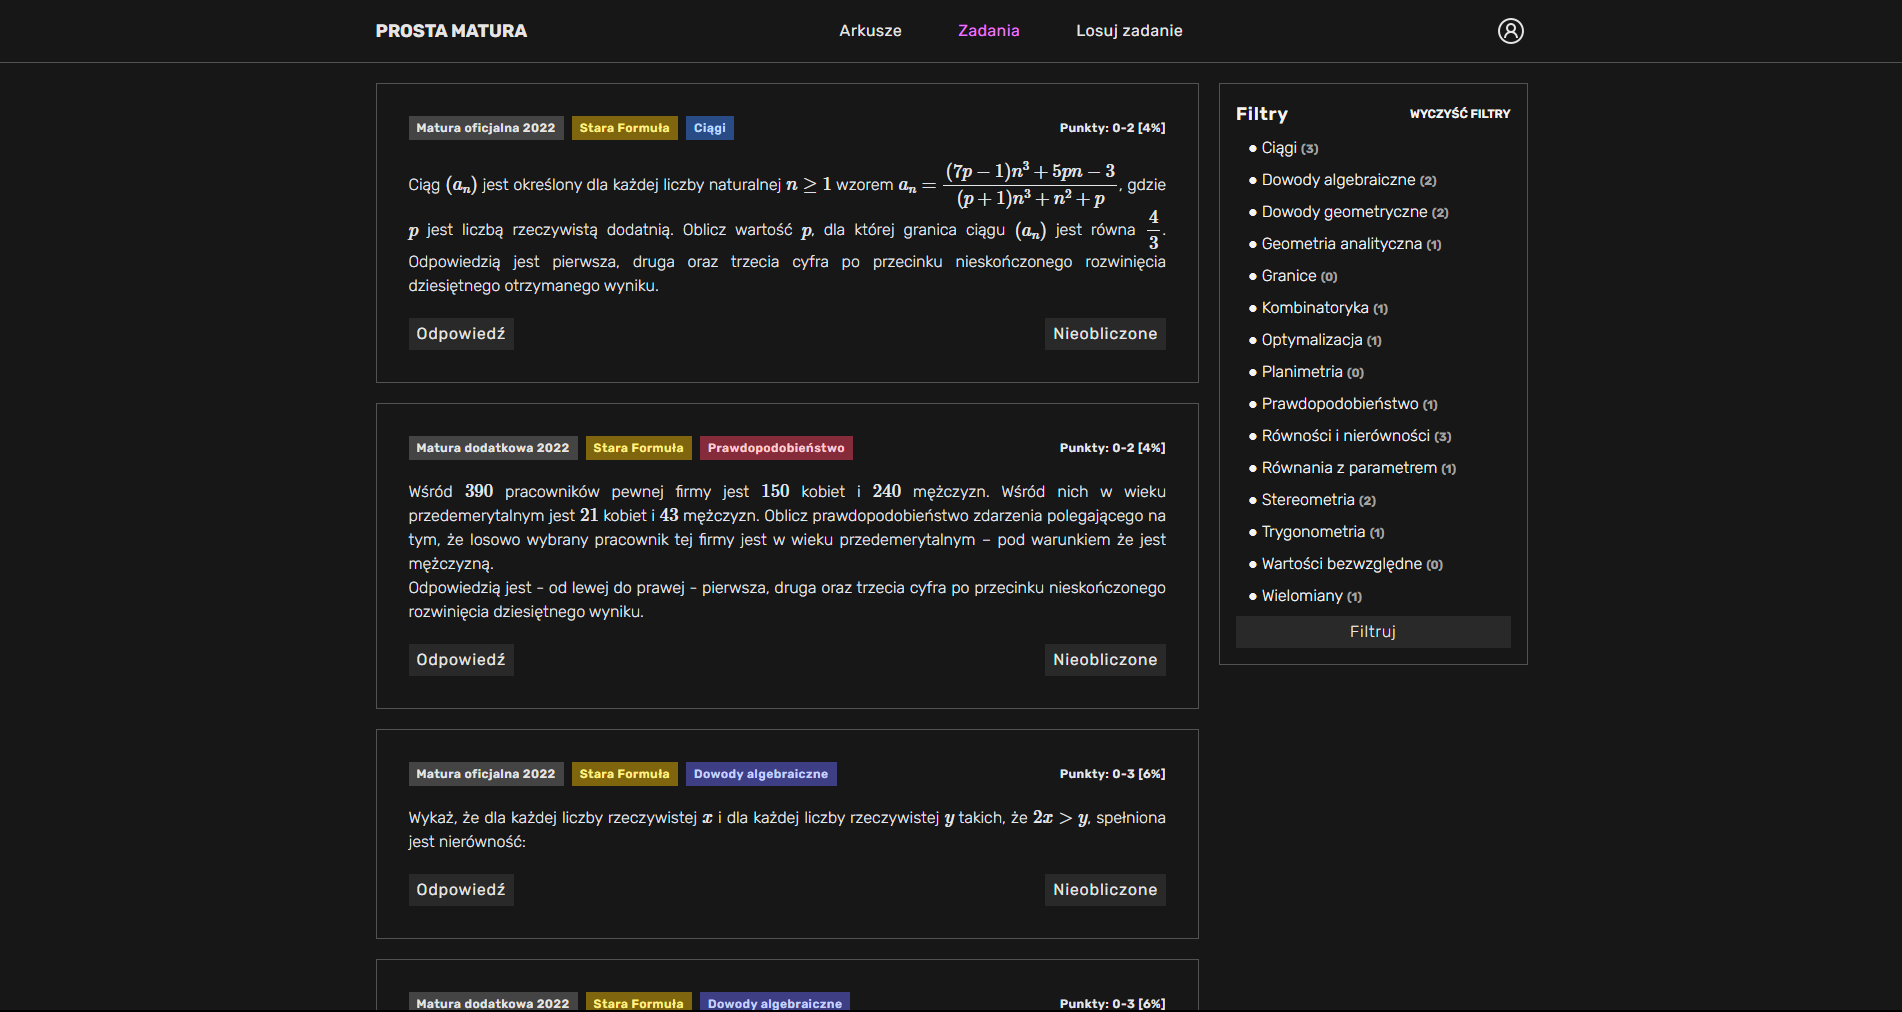 PROSTA MATURA
Arkusze
Zadania
Losuj zadanie
Matura oficjalna 2022
Stara Formuła
Ciągi
Punkty: 0-2 [4%]
Ciąg (aₙ) jest określony dla każdej liczby naturalnej n ≥ 1 wzorem aₙ = ((7p − 1)n³ + 5pn − 3)/((p + 1)n³ + n² + p), gdzie
p jest liczbą rzeczywistą dodatnią. Oblicz wartość p, dla której granica ciągu (aₙ) jest równa 4/3.
Odpowiedzią jest pierwsza, druga oraz trzecia cyfra po przecinku nieskończonego rozwinięcia
dziesiętnego otrzymanego wyniku.
Odpowiedź
Nieobliczone
Matura dodatkowa 2022
Stara Formuła
Prawdopodobieństwo
Punkty: 0-2 [4%]
Wśród 390 pracowników pewnej firmy jest 150 kobiet i 240 mężczyzn. Wśród nich w wieku
przedemerytalnym jest 21 kobiet i 43 mężczyzn. Oblicz prawdopodobieństwo zdarzenia polegającego na
tym, że losowo wybrany pracownik tej firmy jest w wieku przedemerytalnym – pod warunkiem że jest
mężczyzną.
Odpowiedzią jest - od lewej do prawej - pierwsza, druga oraz trzecia cyfra po przecinku nieskończonego
rozwinięcia dziesiętnego wyniku.
Odpowiedź
Nieobliczone
Matura oficjalna 2022
Stara Formuła
Dowody algebraiczne
Punkty: 0-3 [6%]
Wykaż, że dla każdej liczby rzeczywistej x i dla każdej liczby rzeczywistej y takich, że 2x > y, spełniona
jest nierówność:
Odpowiedź
Nieobliczone
Matura dodatkowa 2022
Stara Formuła
Dowody algebraiczne
Punkty: 0-3 [6%]
Filtry
WYCZYŚĆ FILTRY
● Ciągi (3)
● Dowody algebraiczne (2)
● Dowody geometryczne (2)
● Geometria analityczna (1)
● Granice (0)
● Kombinatoryka (1)
● Optymalizacja (1)
● Planimetria (0)
● Prawdopodobieństwo (1)
● Równości i nierówności (3)
● Równania z parametrem (1)
● Stereometria (2)
● Trygonometria (1)
● Wartości bezwzględne (0)
● Wielomiany (1)
Filtruj